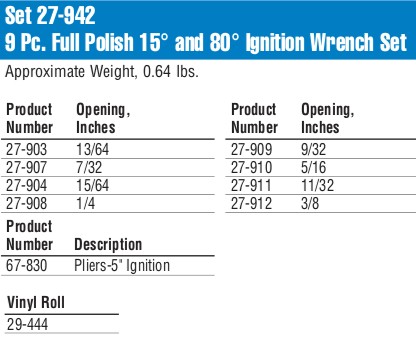 Set 27-942
9 Pc. Full Polish 15° and 80° Ignition Wrench Set
Approximate Weight, 0.64 lbs.
Product Number Opening, Inches
27-903 13/64
27-907 7/32
27-904 15/64
27-908 1/4
Product Number Opening, Inches
27-909 9/32
27-910 5/16
27-911 11/32
27-912 3/8
Product
Number Description
67-830 Pliers-5" Ignition
Vinyl Roll
29-444